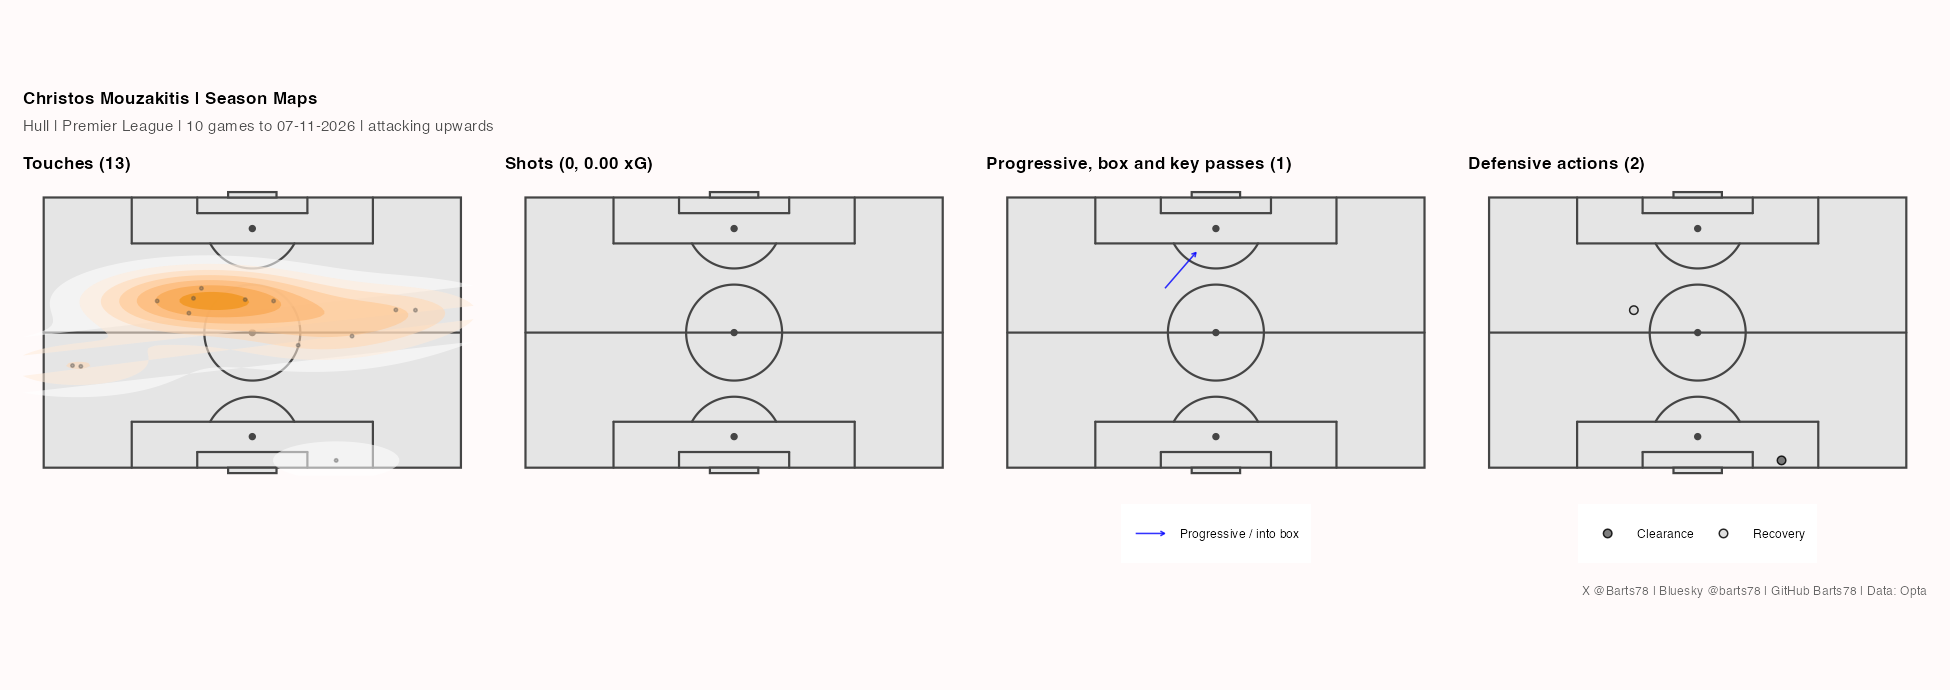 Christos Mouzakitis | Season Maps
Hull | Premier League | 10 games to 07-11-2026 | attacking upwards
Touches (13)
Shots (0, 0.00 xG)
Progressive, box and key passes (1)
Defensive actions (2)
Progressive / into box
Clearance
Recovery
X @Barts78 | Bluesky @barts78 | GitHub Barts78 | Data: Opta